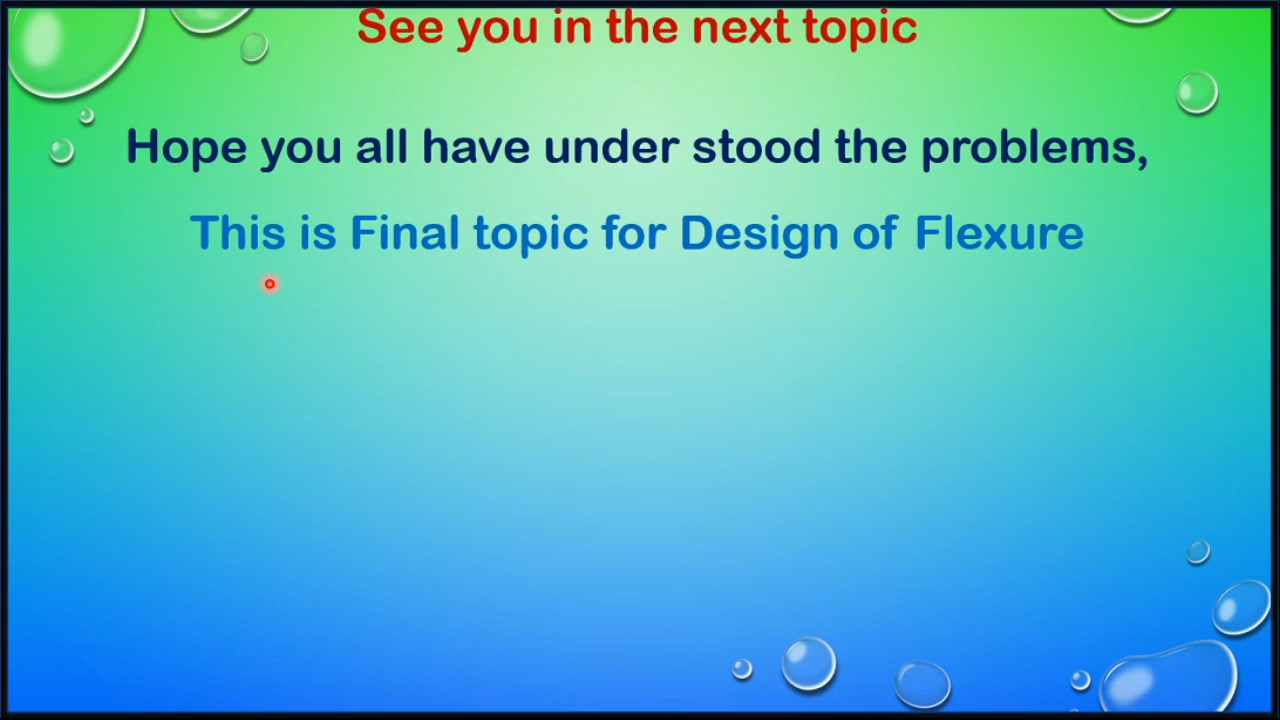 See you in the next topic
Hope you all have under stood the problems,
This is Final topic for Design of Flexure